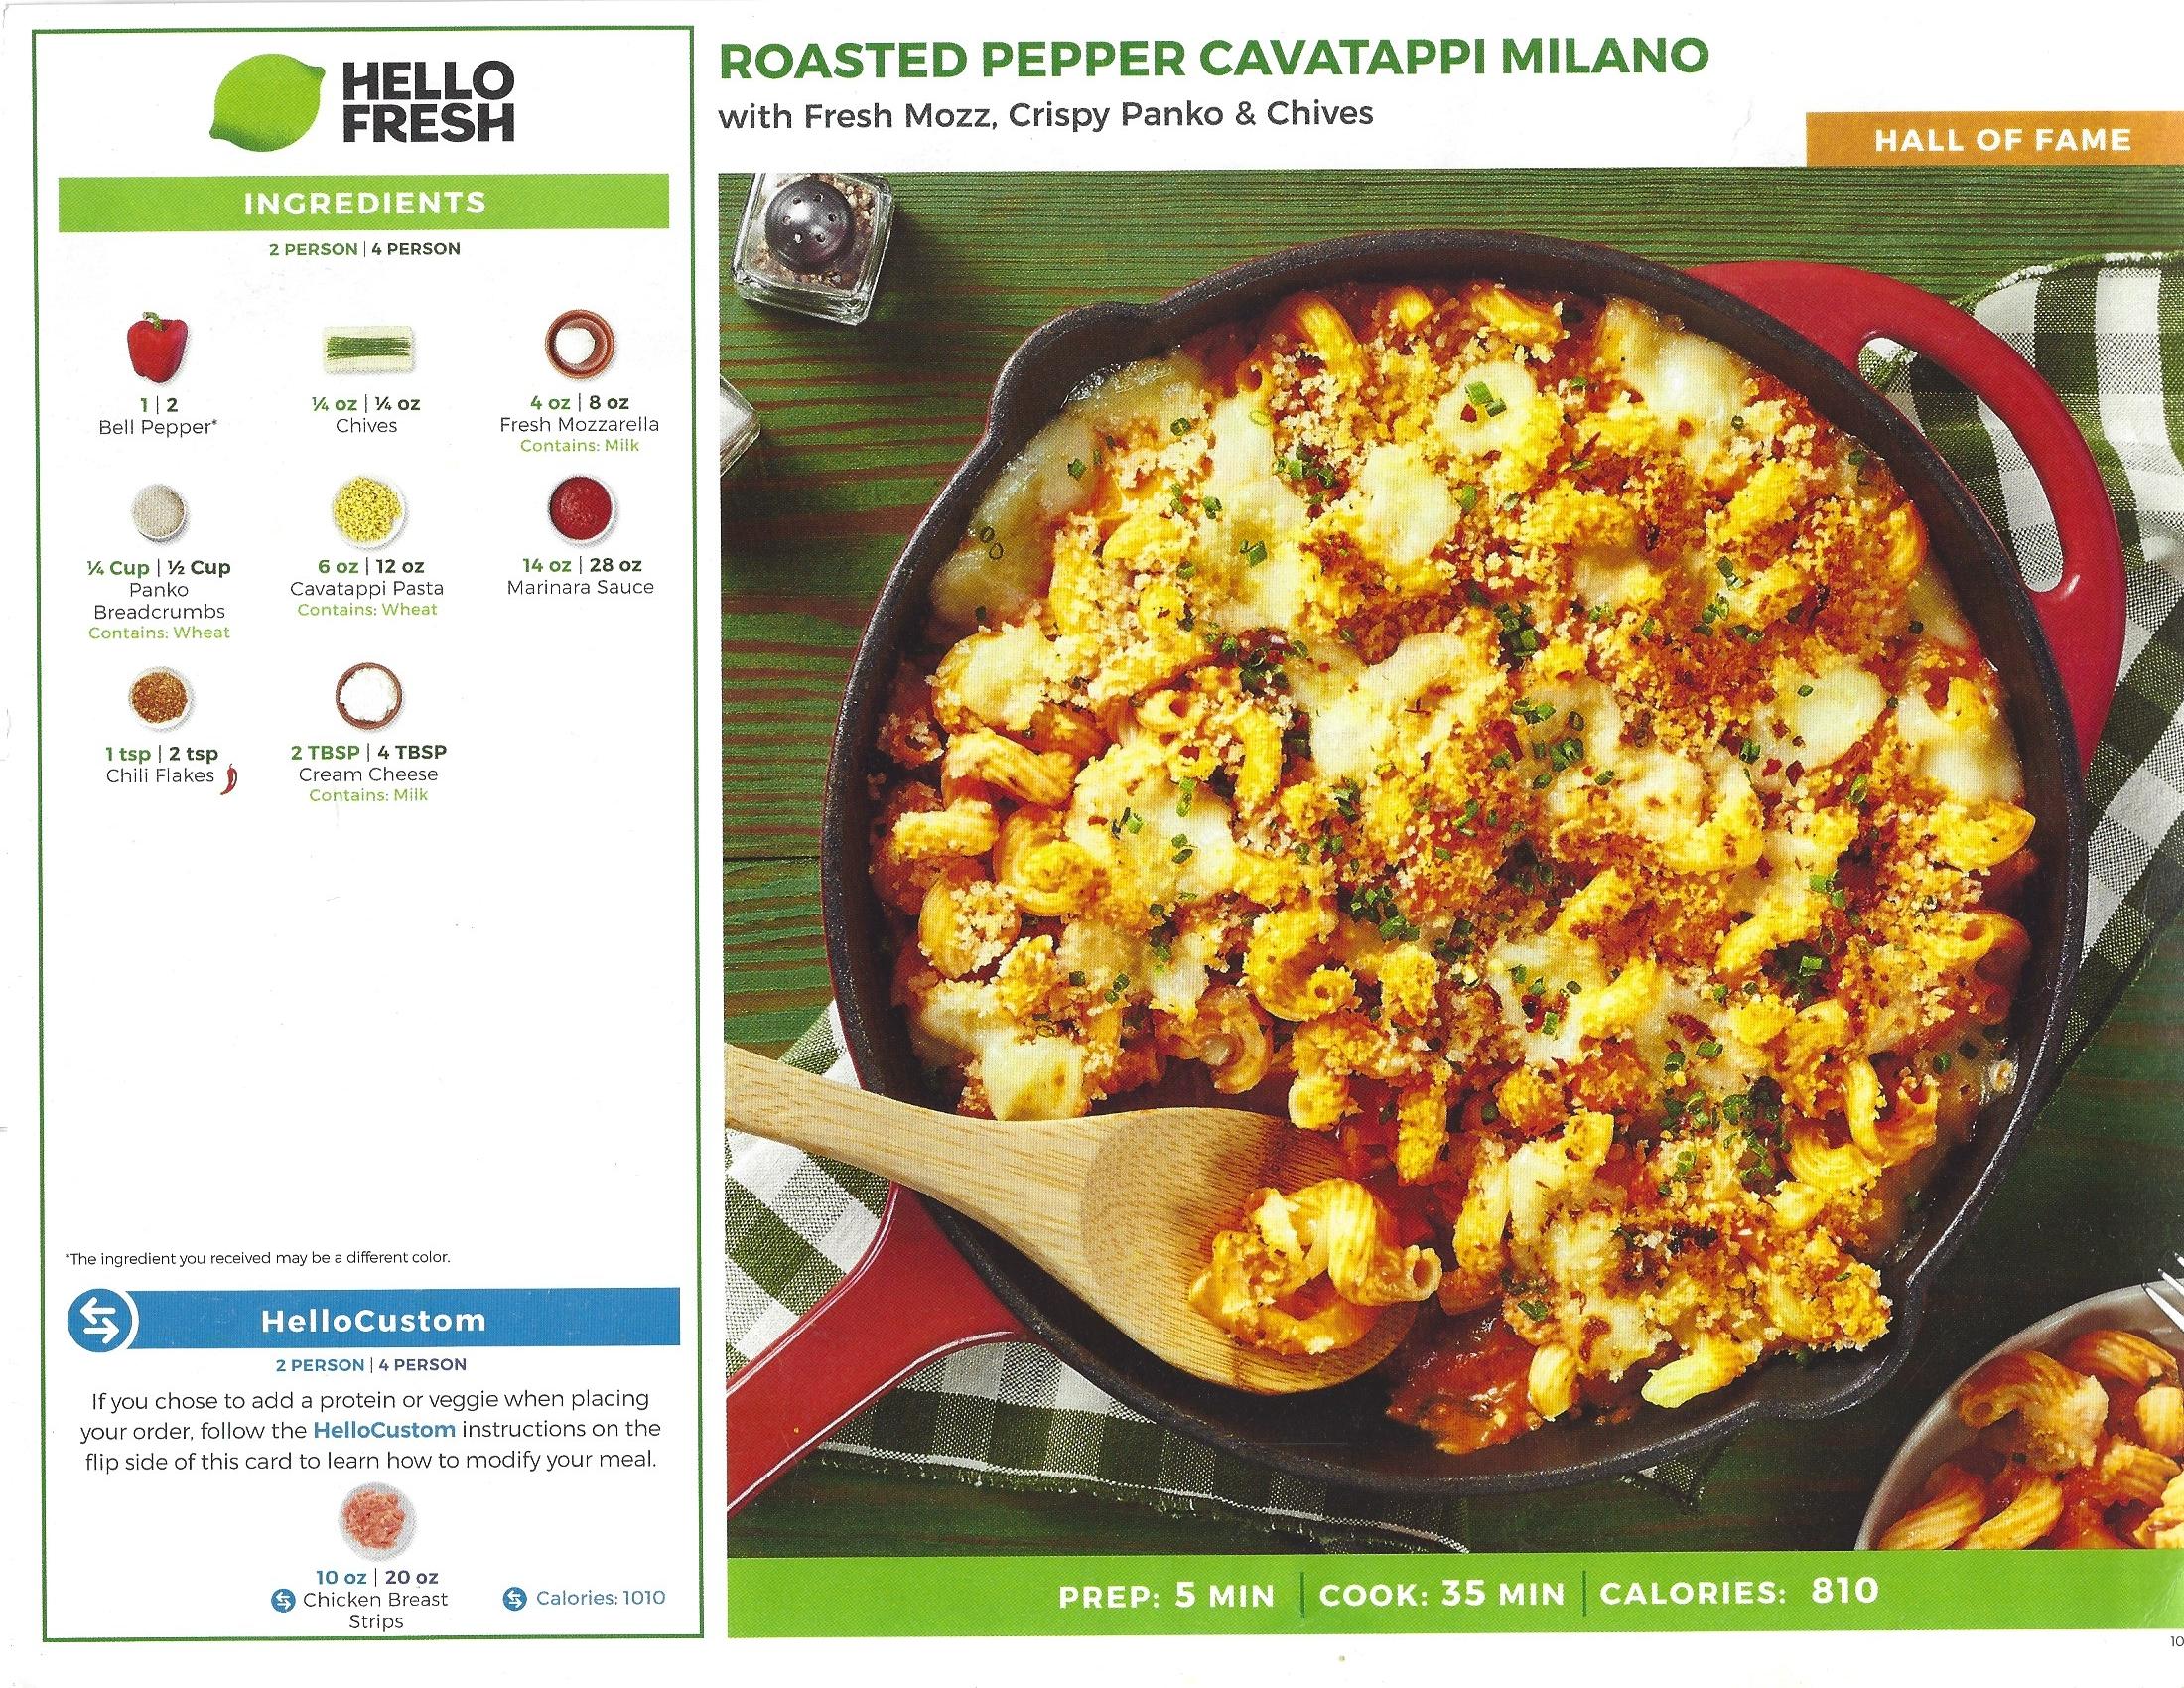 HELLO
FRESH
INGREDIENTS
2 PERSON | 4 PERSON
1 | 2
Bell Pepper*
¼ oz | ¼ oz
Chives
4 oz | 8 oz
Fresh Mozzarella
Contains: Milk
¼ Cup | ½ Cup
Panko
Breadcrumbs
Contains: Wheat
6 oz | 12 oz
Cavatappi Pasta
Contains: Wheat
14 oz | 28 oz
Marinara Sauce
1 tsp | 2 tsp
Chili Flakes
2 TBSP | 4 TBSP
Cream Cheese
Contains: Milk
*The ingredient you received may be a different color.
HelloCustom
2 PERSON | 4 PERSON
If you chose to add a protein or veggie when placing
your order, follow the HelloCustom instructions on the
flip side of this card to learn how to modify your meal.
10 oz | 20 oz
Chicken Breast
Strips
Calories: 1010
ROASTED PEPPER CAVATAPPI MILANO
with Fresh Mozz, Crispy Panko & Chives
HALL OF FAME
PREP: 5 MIN | COOK: 35 MIN | CALORIES: 810
10